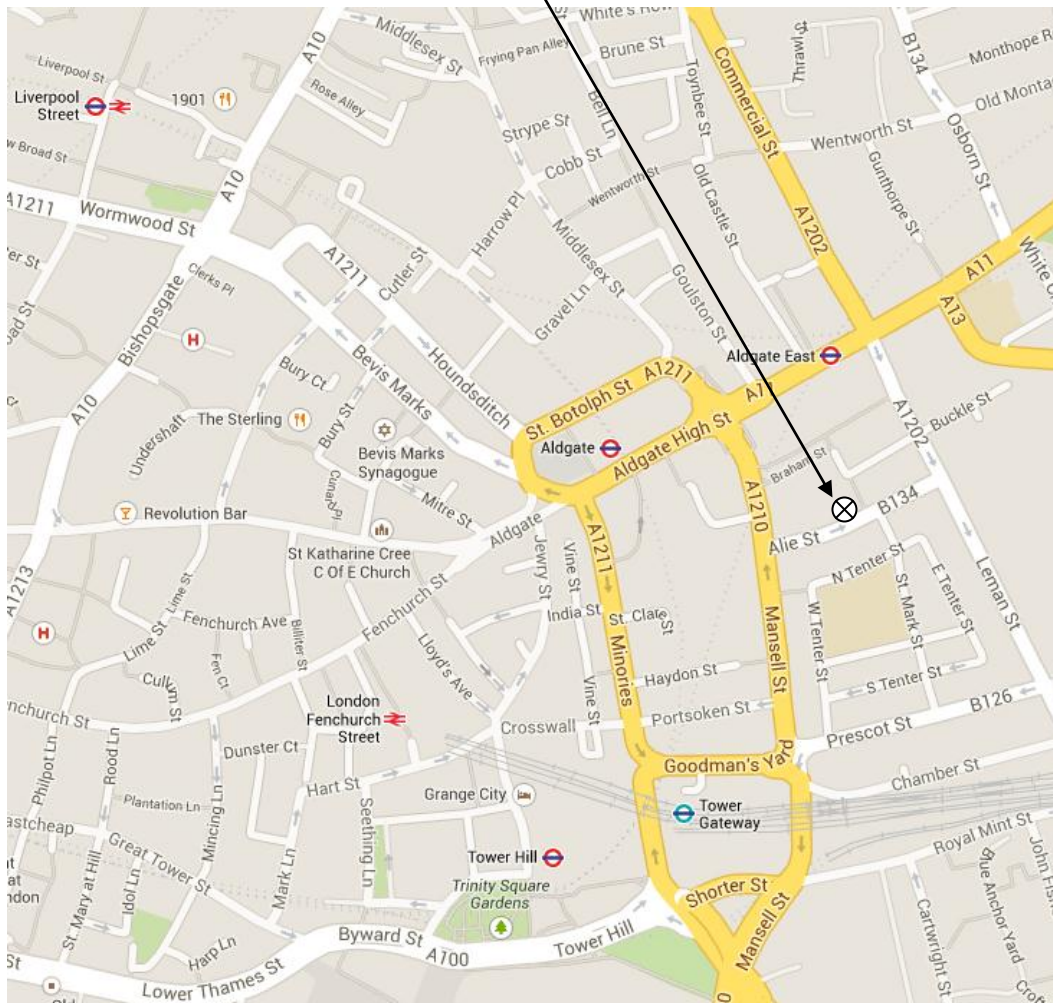 White's Row
Middlesex St
Frying Pan Alley
Brune St
A10
Commercial St
Thrawl St
B134
Monthope R
Liverpool St
Liverpool
Street
1901
Rose Alley
Bell Ln
Toynbee St
Old Monta
Strype St
Wentworth St
Osborn St
w Broad St
Cobb St
Wentworth St
Gunthorpe St
A10
A1211
Wormwood St
Harrow Pl
Old Castle St
A1202
Middlesex St
A1211
Cutler St
Goulston St
A11
Clerks Pl
Gravel Ln
A13
Bishopsgate
Houndsditch
Bevis Marks
Aldgate East
A1211
A11
Bury Ct
St. Botolph St
A10
The Sterling
Bury St
A1202
Buckle St
Undershaft
Bevis Marks
Synagogue
Aldgate
Aldgate High St
Braham St
Cunard Pl
Mitre St
A1210
B134
Revolution Bar
Aldgate
Alie St
St Katharine Cree
C Of E Church
A1211
Jewry St
Vine St
N Tenter St
Leman St
A1213
Lime St
Fenchurch St
India St
St. Clare St
W Tenter St
St. Mark St
E Tenter St
Fenchurch Ave
Billiter St
Lloyd's Ave
Minories
Mansell St
Lime St
Fen Ct
Haydon St
Cullum St
S Tenter St
London
Fenchurch
Street
Vine St
B126
enchurch St
Crosswall
Portsoken St
Prescot St
Philpot Ln
Rood Ln
Dunster Ct
Goodman's Yard
Hart St
Chamber St
Plantation Ln
Mincing Ln
Grange City
Seething Ln
Tower
Gateway
astcheap
Great Tower St
Mark Ln
Royal Mint St
Tower Hill
St. Mary at Hill
Idol Ln
Trinity Square
Gardens
Shorter St
Blue Anchor Yard
Cartwright St
Harp Ln
Byward St
A100
Tower Hill
Mansell St
Lower Thames St